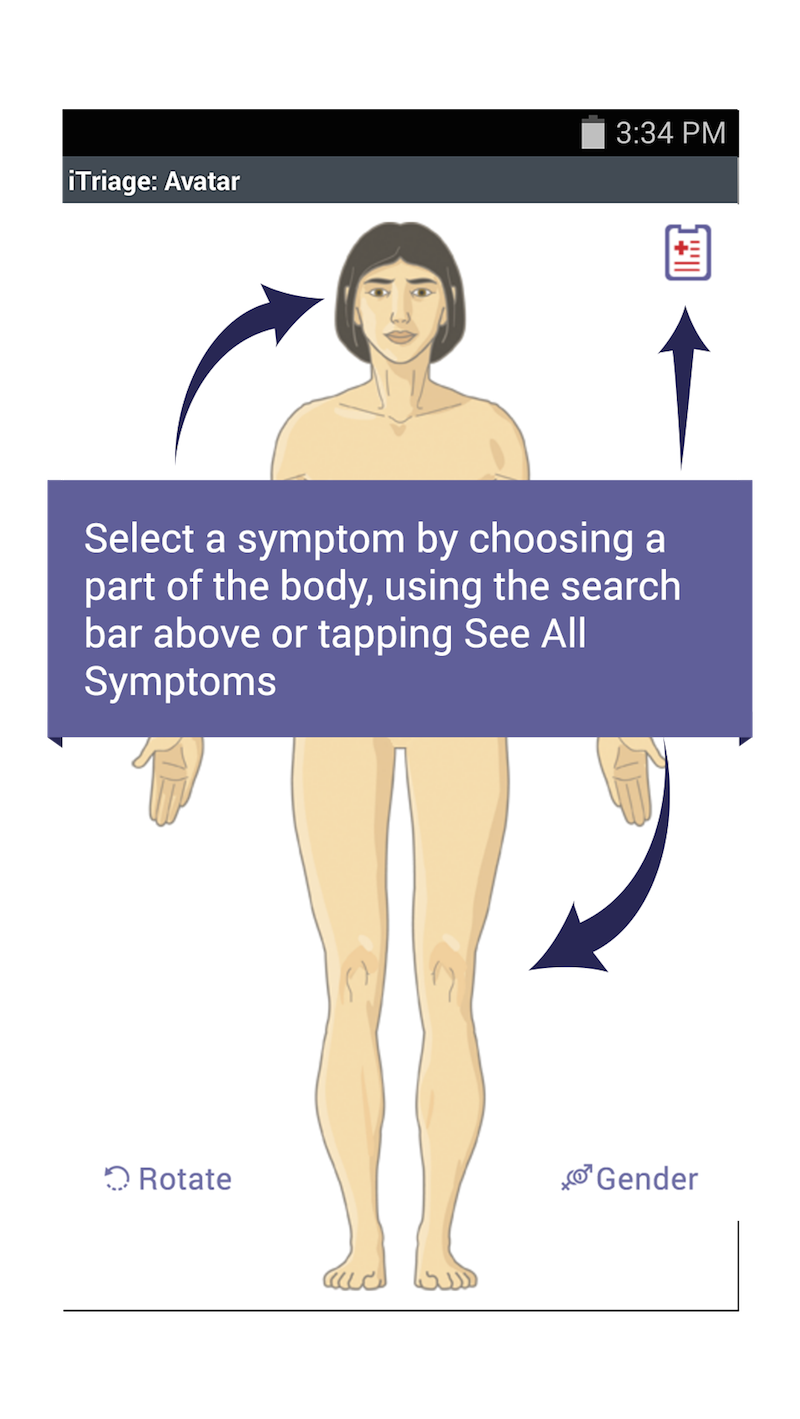 3:34 PM
iTriage: Avatar
Select a symptom by choosing a
part of the body, using the search
bar above or tapping See All
Symptoms
Rotate
Gender